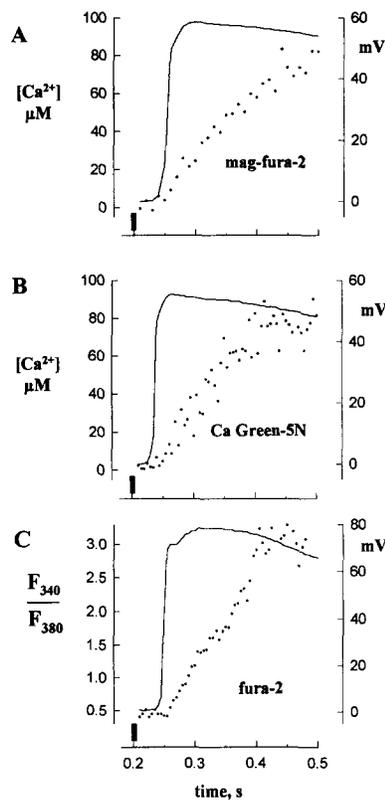 A
[Ca2+]
μM
100
80
60
40
20
0
60
mV
40
20
0
mag-fura-2
B
[Ca2+}
μM
100
80
60
40
20
0
60
mV
40
20
0
Ca Green-5N
C
F340
F380
3.0
2.5
2.0
1.5
1.0
0.5
80
mV
60
40
20
0
fura-2
0.2
0.3
0.4
0.5
time, s